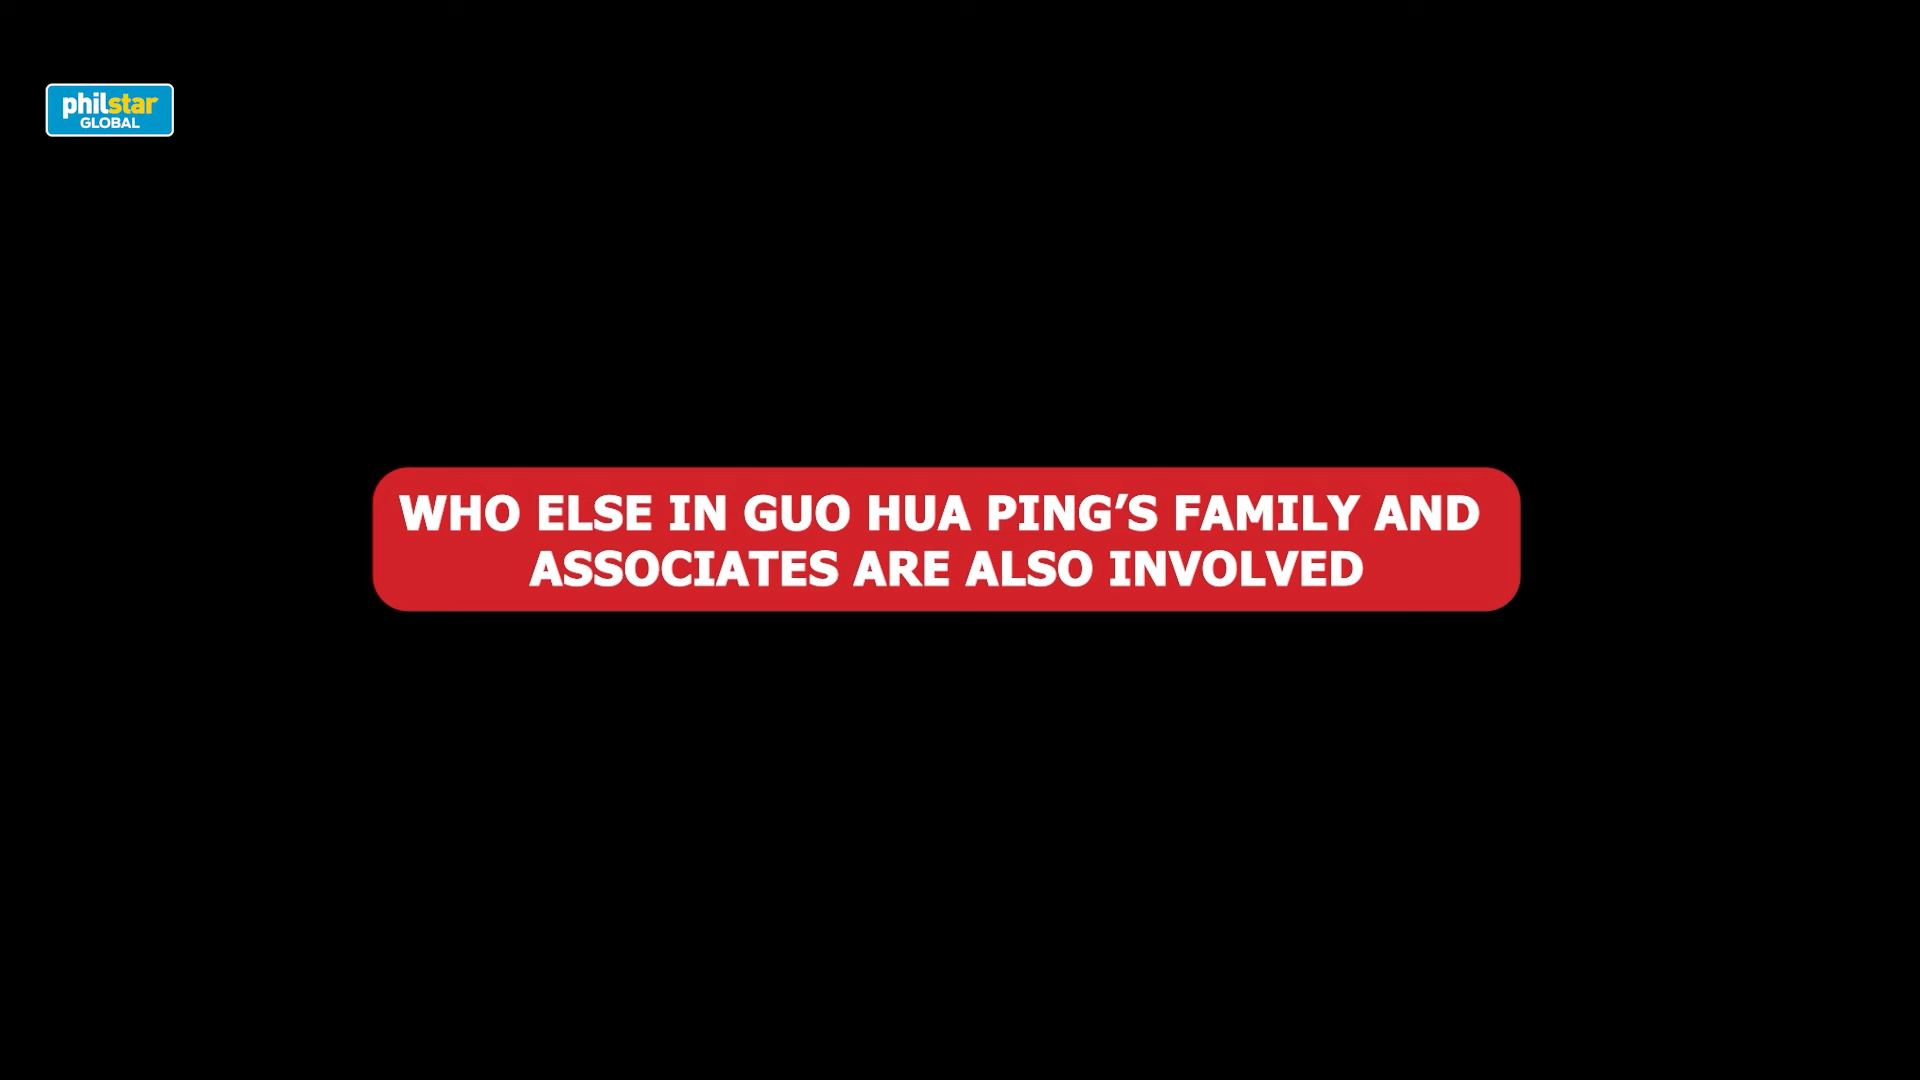 philstar
GLOBAL
WHO ELSE IN GUO HUA PING’S FAMILY AND
ASSOCIATES ARE ALSO INVOLVED